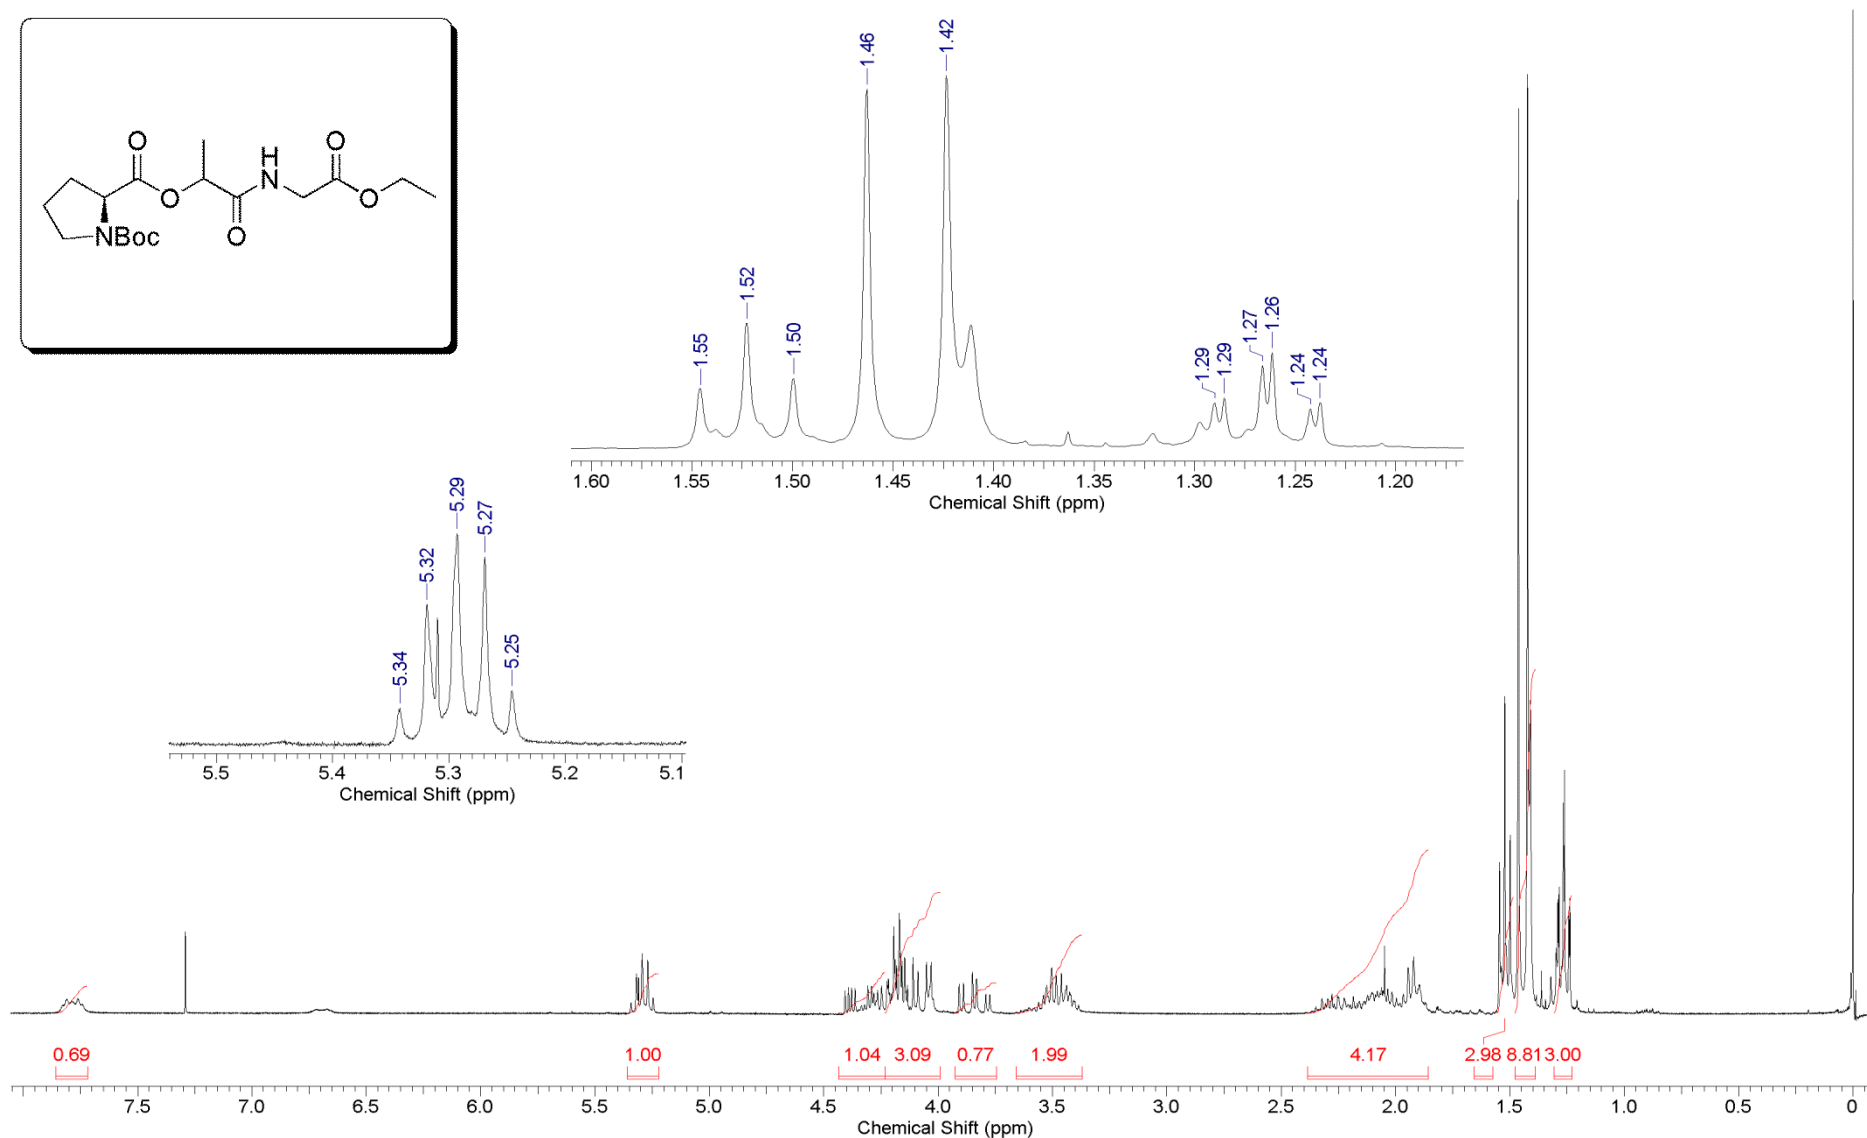 O
H
N
O
O
O
O
NBoc
1.55
1.52
1.50
1.46
1.42
1.29
1.29
1.27
1.26
1.24
1.24
1.60 1.55 1.50 1.45 1.40 1.35 1.30 1.25 1.20
Chemical Shift (ppm)
5.34
5.32
5.29
5.27
5.25
5.5 5.4 5.3 5.2 5.1
Chemical Shift (ppm)
0.69 1.00 1.04 3.09 0.77 1.99 4.17 2.98 8.81 3.00
7.5 7.0 6.5 6.0 5.5 5.0 4.5 4.0 3.5 3.0 2.5 2.0 1.5 1.0 0.5 0
Chemical Shift (ppm)